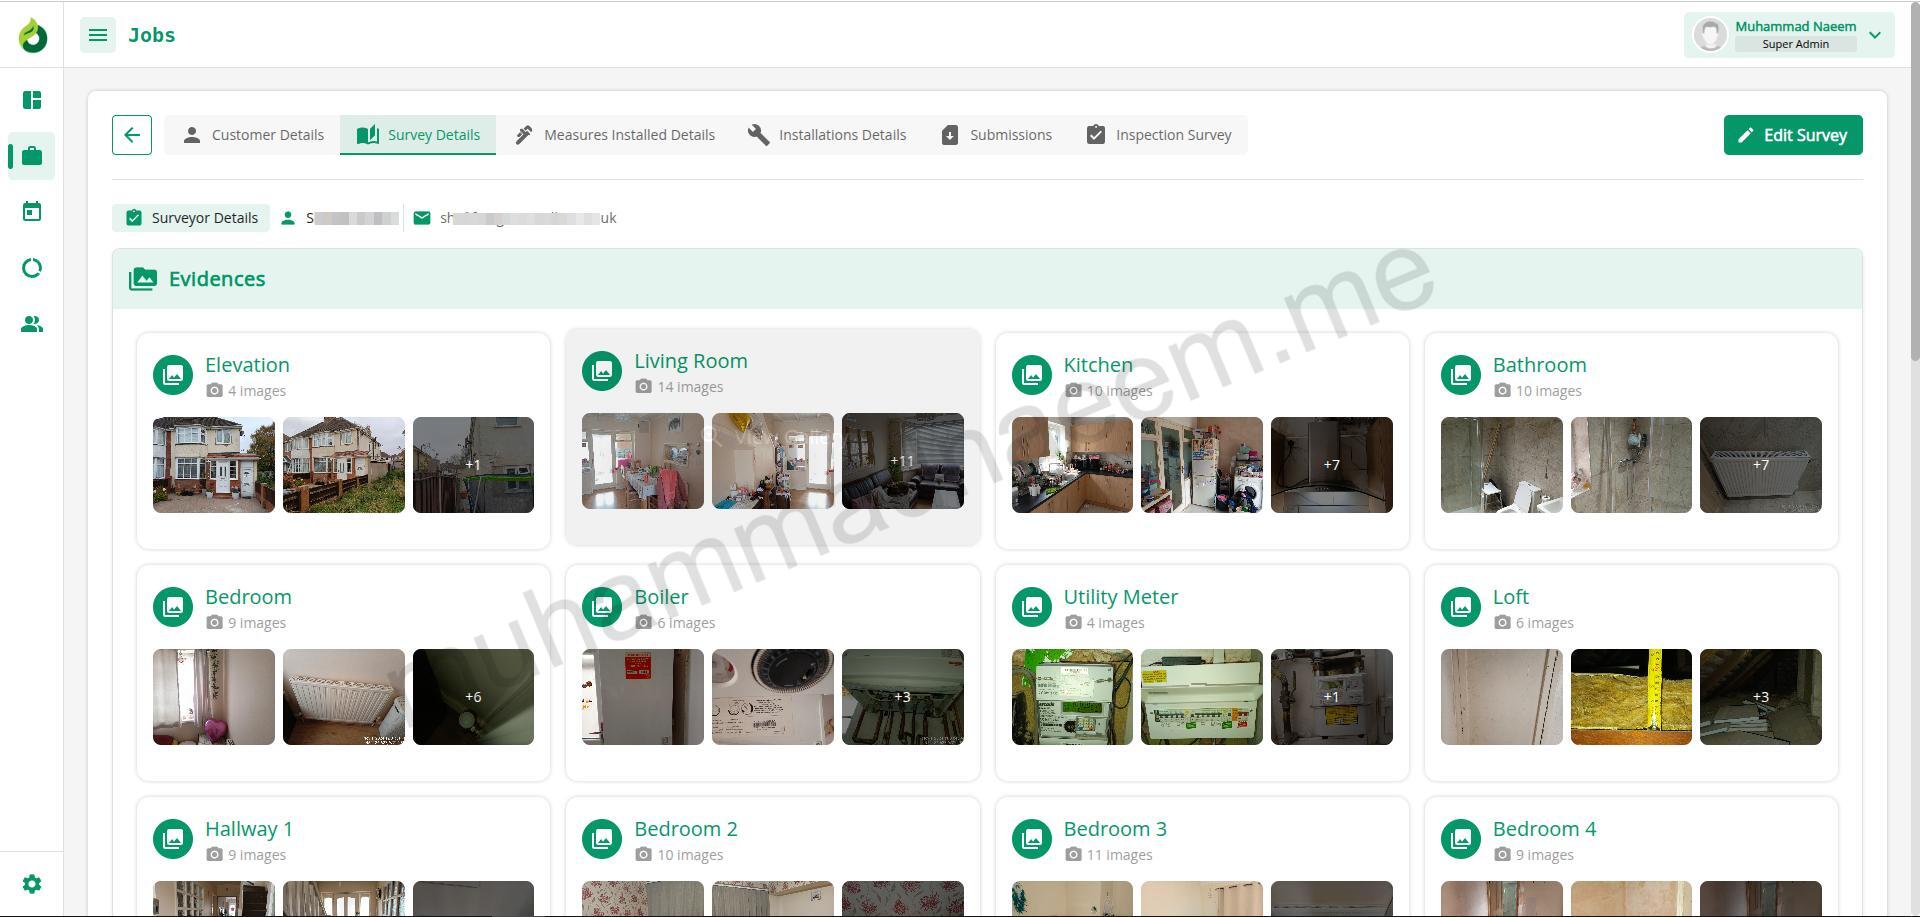 Jobs
Muhammad Naeem
Super Admin
Customer Details
Survey Details
Measures Installed Details
Installations Details
Submissions
Inspection Survey
Edit Survey
Surveyor Details
S
sh
uk
Evidences
Elevation
4 images
+1
Living Room
14 images
View Gallery
+11
Kitchen
10 images
+7
Bathroom
10 images
+7
Bedroom
9 images
+6
Boiler
6 images
+3
Utility Meter
4 images
+1
Loft
6 images
+3
Hallway 1
9 images
Bedroom 2
10 images
Bedroom 3
11 images
Bedroom 4
9 images
muhammadnaeem.me